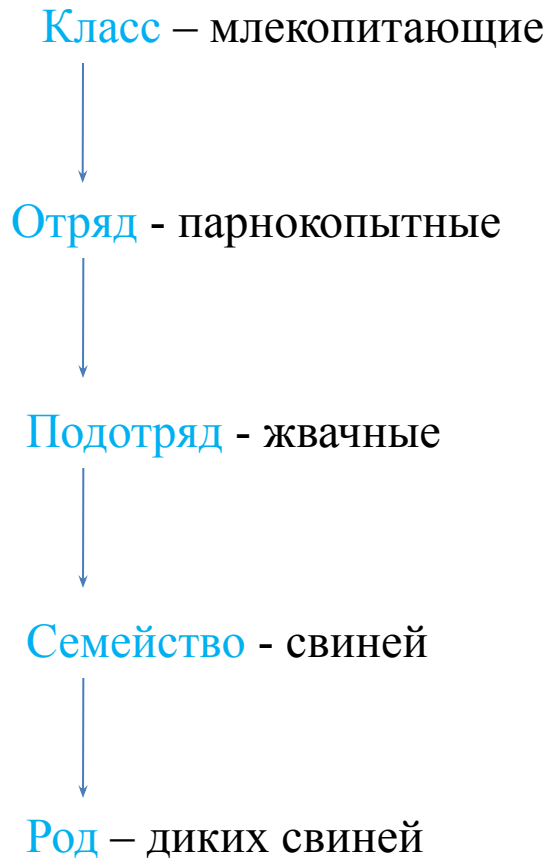 Класс – млекопитающие
Отряд - парнокопытные
Подотряд - жвачные
Семейство - свиней
Род – диких свиней